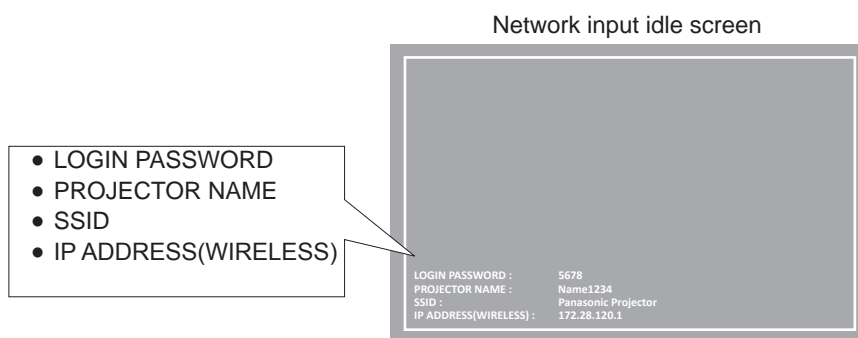 Network input idle screen
● LOGIN PASSWORD
● PROJECTOR NAME
● SSID
● IP ADDRESS(WIRELESS)
LOGIN PASSWORD : 5678
PROJECTOR NAME : Name1234
SSID : Panasonic Projector
IP ADDRESS(WIRELESS) : 172.28.120.1